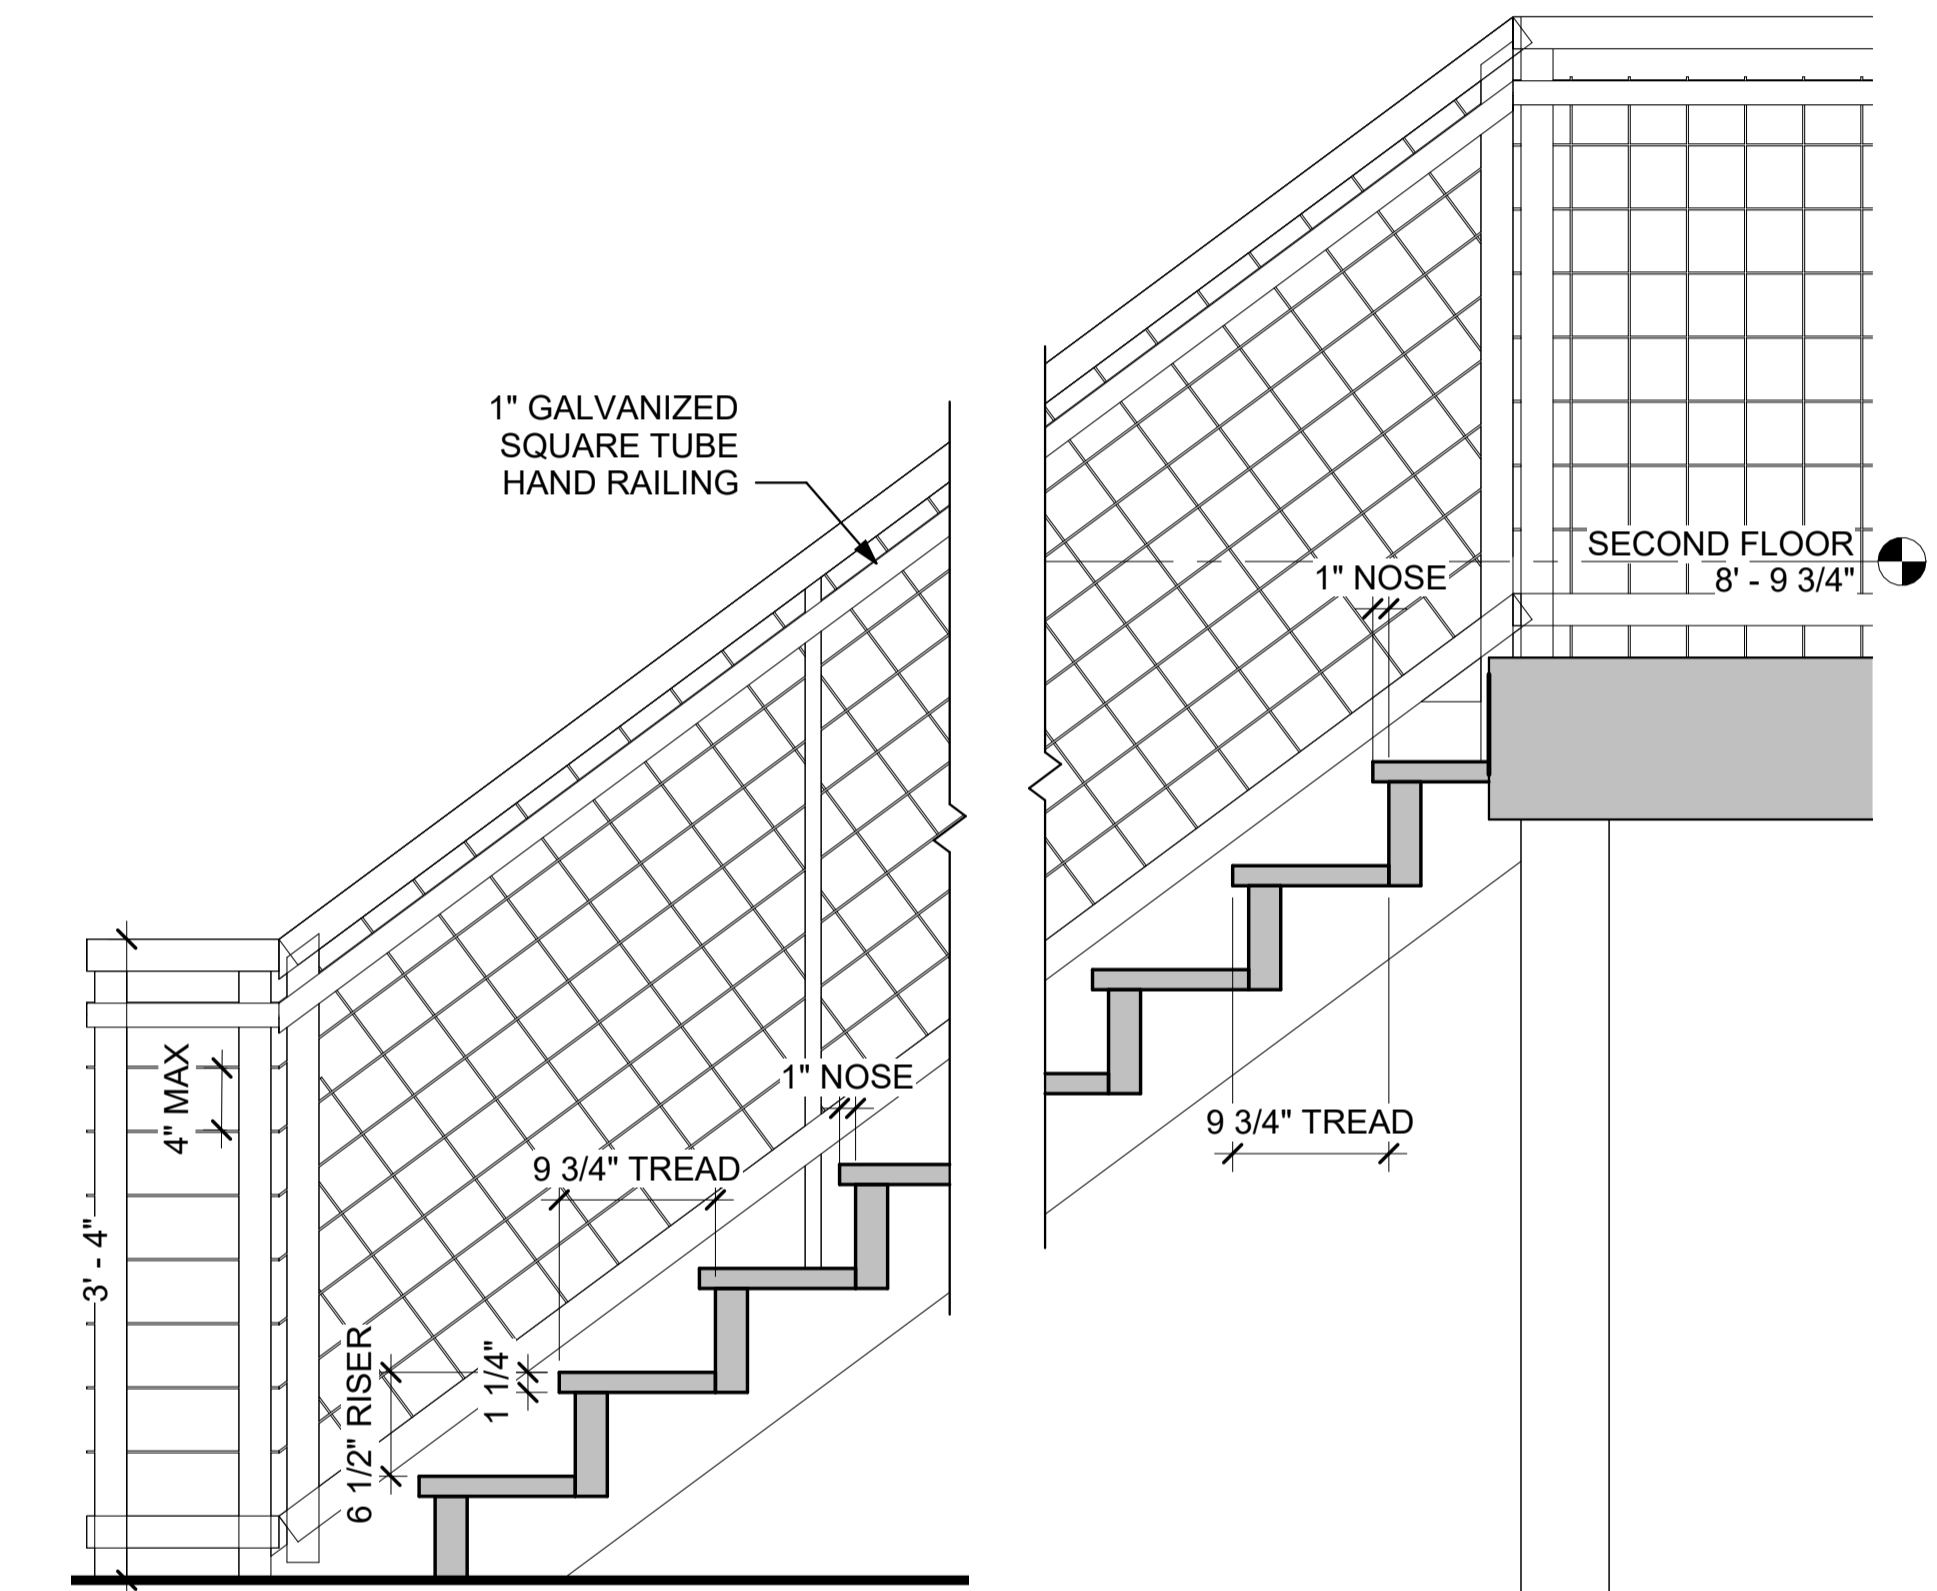 1" GALVANIZED
SQUARE TUBE
HAND RAILING
SECOND FLOOR
8' - 9 3/4"
1" NOSE
4" MAX
1" NOSE
9 3/4" TREAD
9 3/4" TREAD
3' - 4"
6 1/2" RISER
1 1/4"